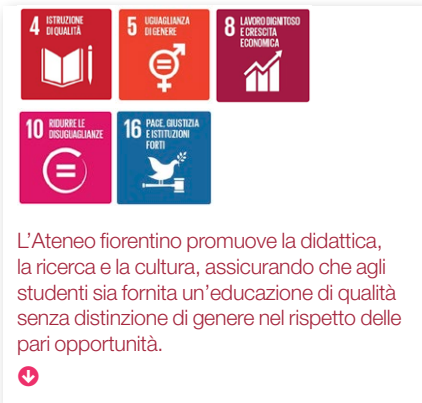 4 ISTRUZIONE
DI QUALITÀ
5 UGUAGLIANZA
DI GENERE
8 LAVORO DIGNITOSO
E CRESCITA
ECONOMICA
10 RIDURRE LE
DISUGUAGLIANZE
16 PACE, GIUSTIZIA
E ISTITUZIONI
FORTI
L’Ateneo fiorentino promuove la didattica,
la ricerca e la cultura, assicurando che agli
studenti sia fornita un’educazione di qualità
senza distinzione di genere nel rispetto delle
pari opportunità.